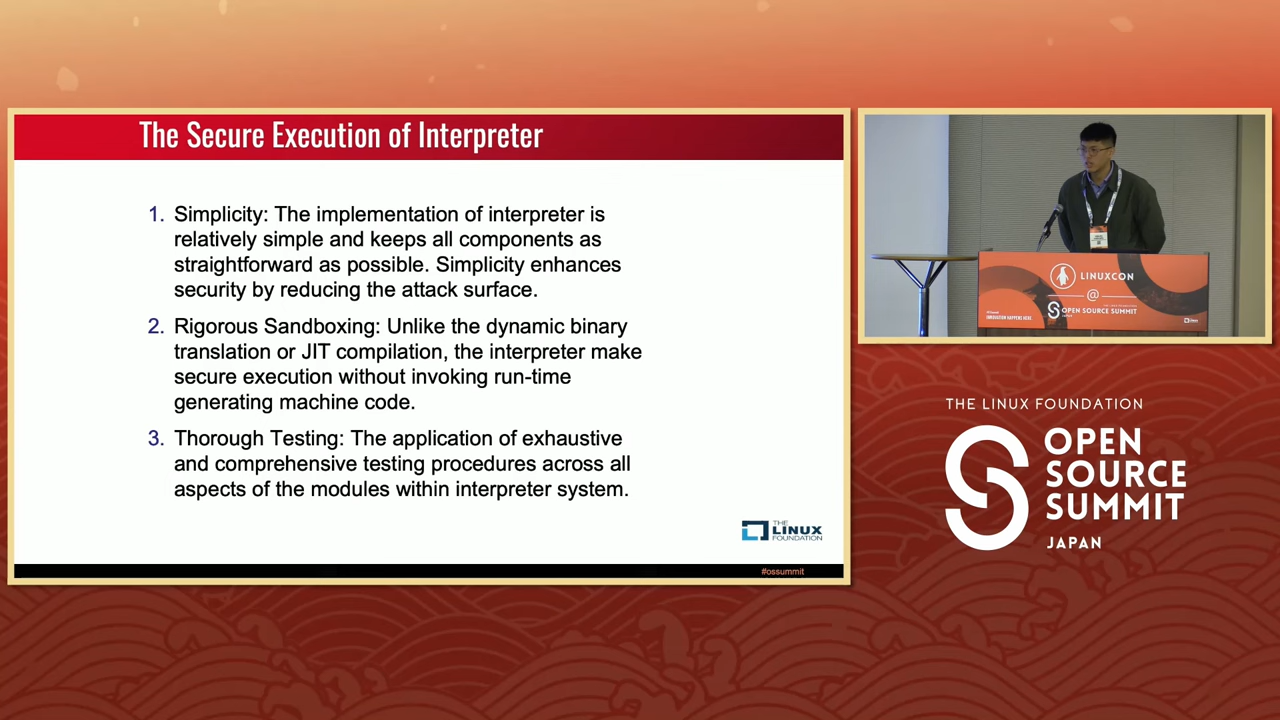 The Secure Execution of Interpreter
1. Simplicity: The implementation of interpreter is
relatively simple and keeps all components as
straightforward as possible. Simplicity enhances
security by reducing the attack surface.
2. Rigorous Sandboxing: Unlike the dynamic binary
translation or JIT compilation, the interpreter make
secure execution without invoking run-time
generating machine code.
3. Thorough Testing: The application of exhaustive
and comprehensive testing procedures across all
aspects of the modules within interpreter system.
THE
LINUX
FOUNDATION
#ossummit
LINUXCON
@
OPEN SOURCE SUMMIT
INNOVATION HAPPENS HERE
THE LINUX FOUNDATION
OPEN
SOURCE
SUMMIT
JAPAN